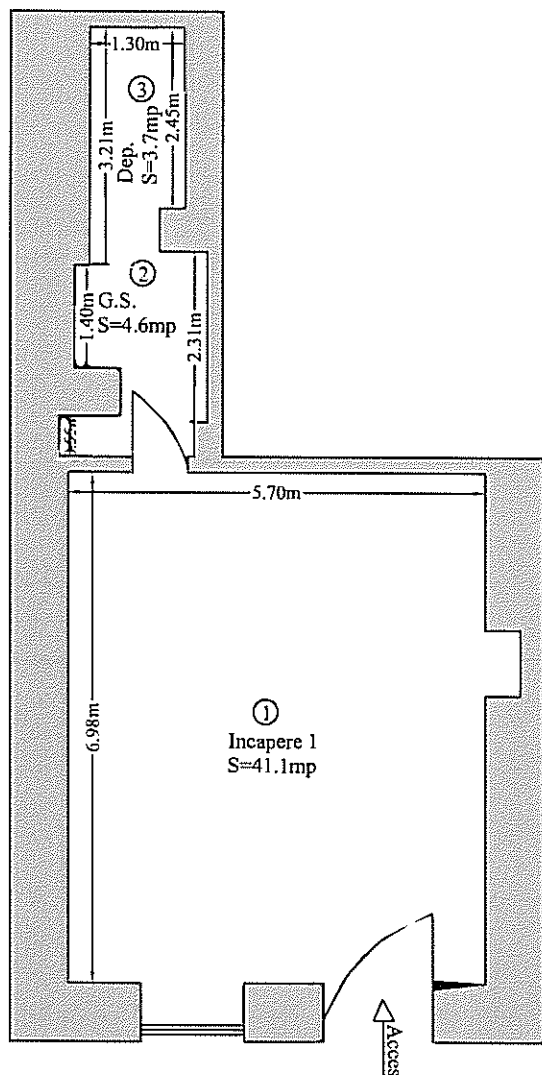 1.30m
3
3.21m
Dep.
S=3.7mp
2.45m
2
G.S.
S=4.6mp
1.40m
2.31m
5.70m
6.98m
1
Incapere 1
S=41.1mp
Acces